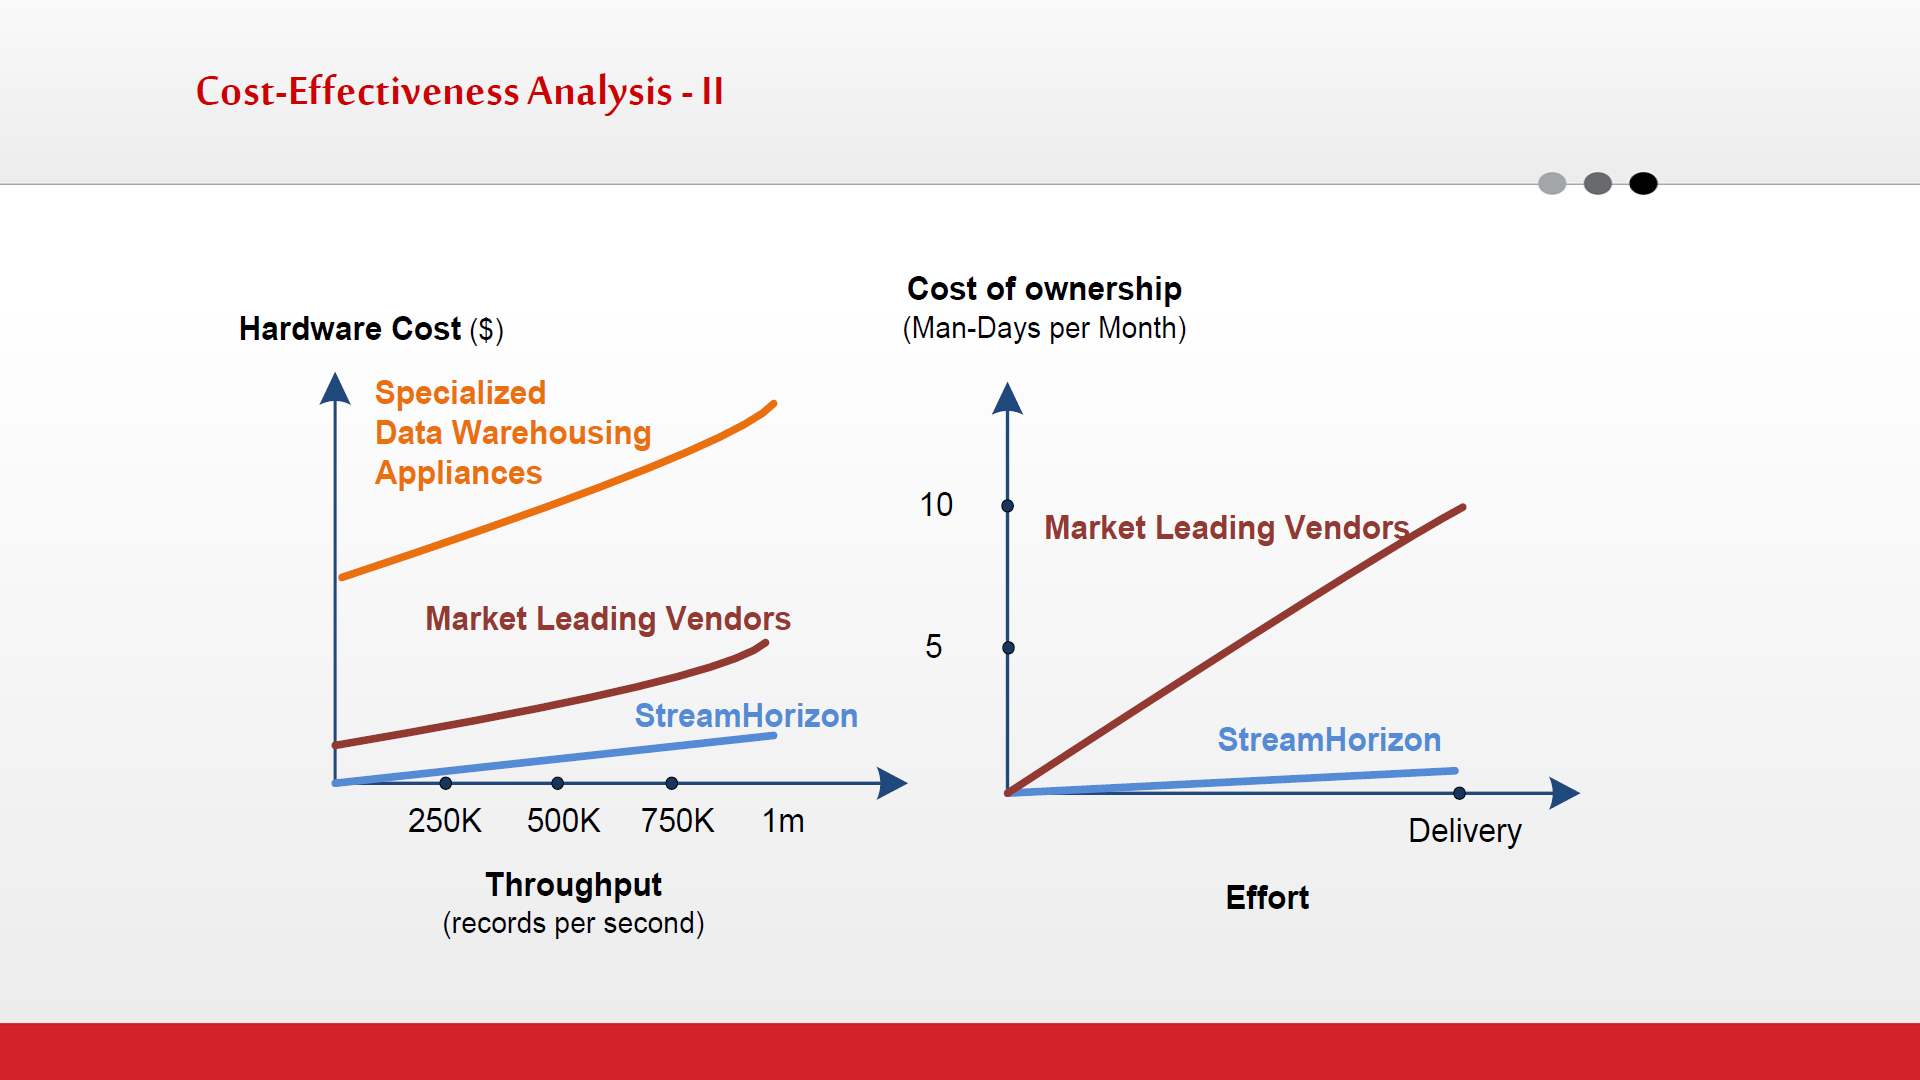 Cost-Effectiveness Analysis - II
Hardware Cost ($)
Specialized
Data Warehousing
Appliances
Market Leading Vendors
StreamHorizon
250K 500K 750K 1m
Throughput
(records per second)
Cost of ownership
(Man-Days per Month)
10
Market Leading Vendors
5
StreamHorizon
Delivery
Effort